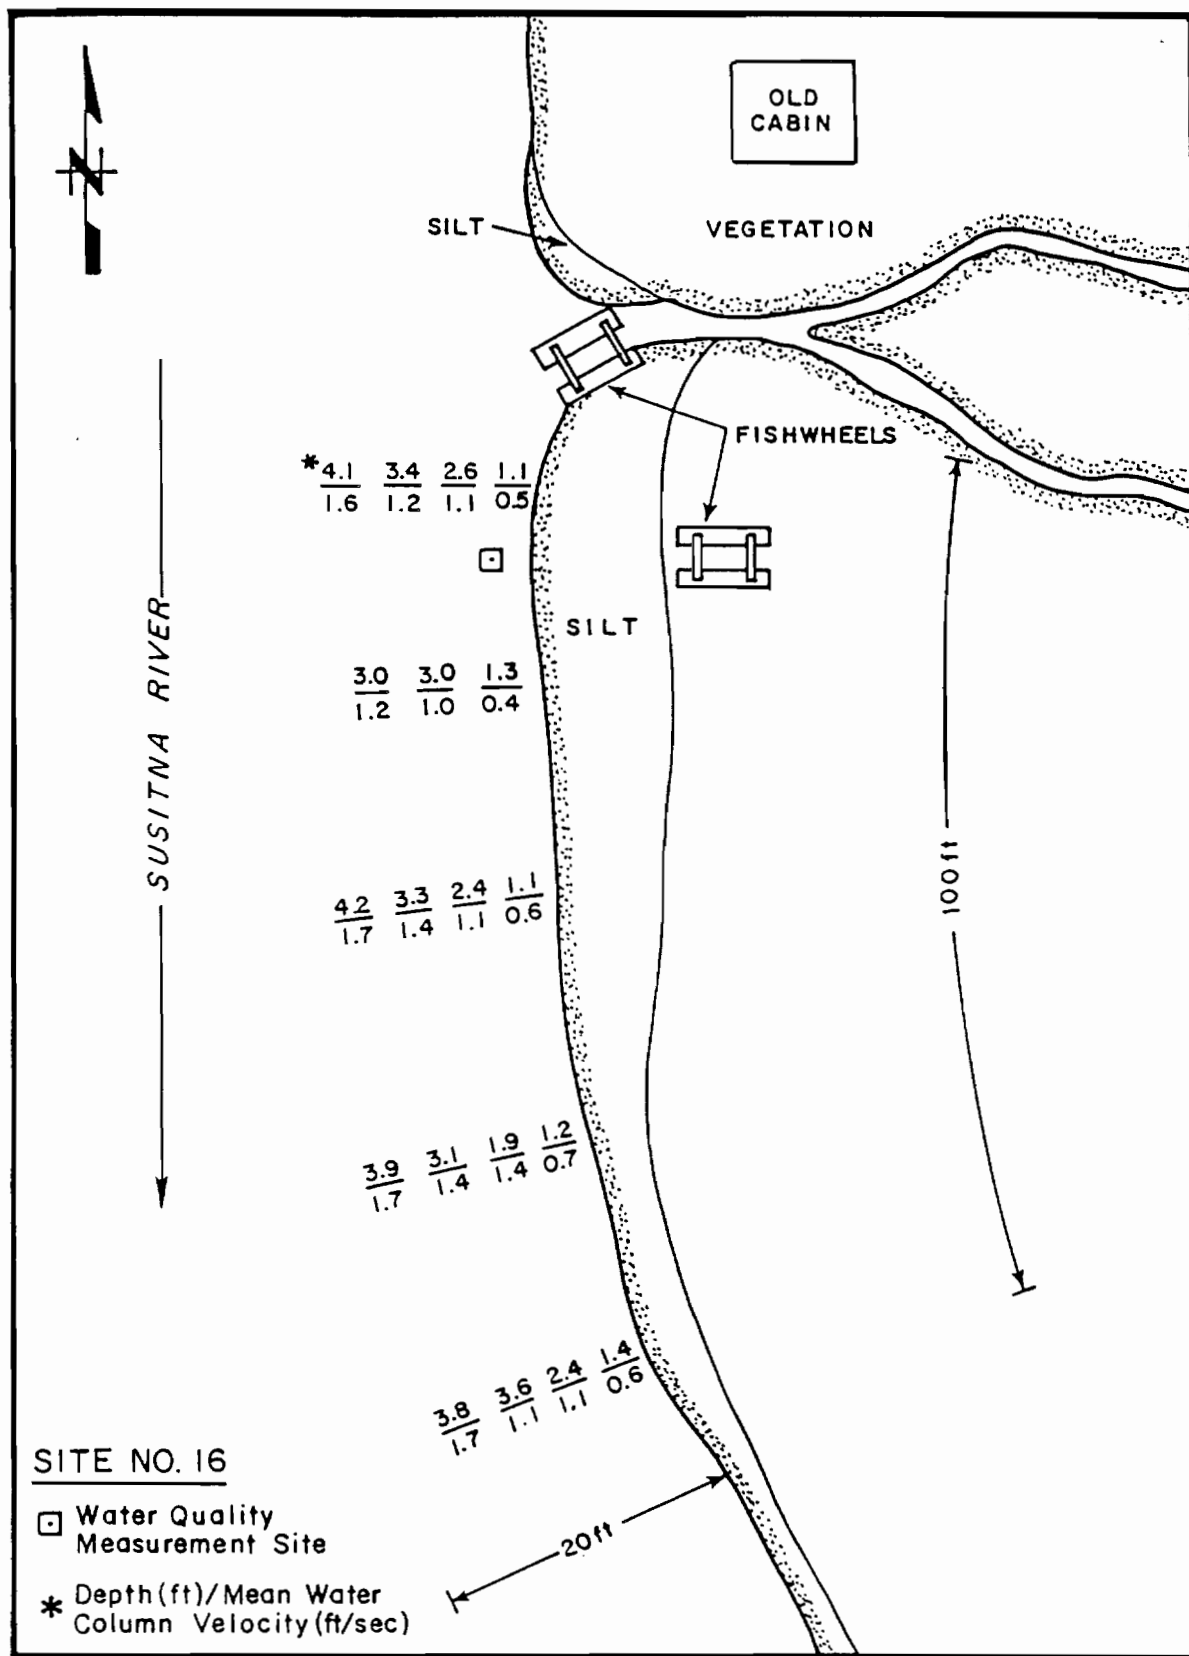 OLD
CABIN
N
SILT
VEGETATION
FISHWHEELS
*4.1 3.4 2.6 1.1
1.6 1.2 1.1 0.5
SILT
SUSITNA RIVER
3.0 3.0 1.3
1.2 1.0 0.4
100ft
4.2 3.3 2.4 1.1
1.7 1.4 1.1 0.6
3.9 3.1 1.9 1.2
1.7 1.4 1.4 0.7
3.8 3.6 2.4 1.4
1.7 1.1 1.1 0.6
20ft
SITE NO. 16
Water Quality
Measurement Site
* Depth(ft)/Mean Water
Column Velocity(ft/sec)